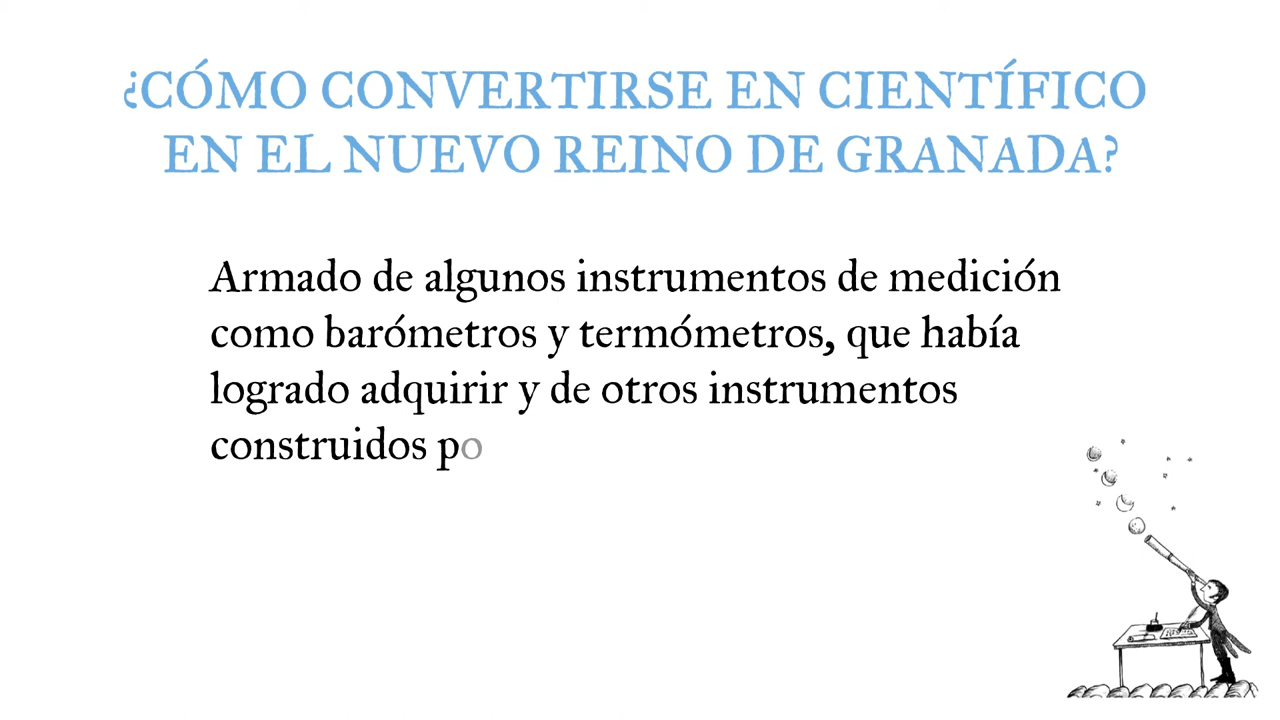 ¿CÓMO CONVERTIRSE EN CIENTÍFICO
EN EL NUEVO REINO DE GRANADA?
Armado de algunos instrumentos de medición
como barómetros y termómetros, que había
logrado adquirir y de otros instrumentos
construidos po